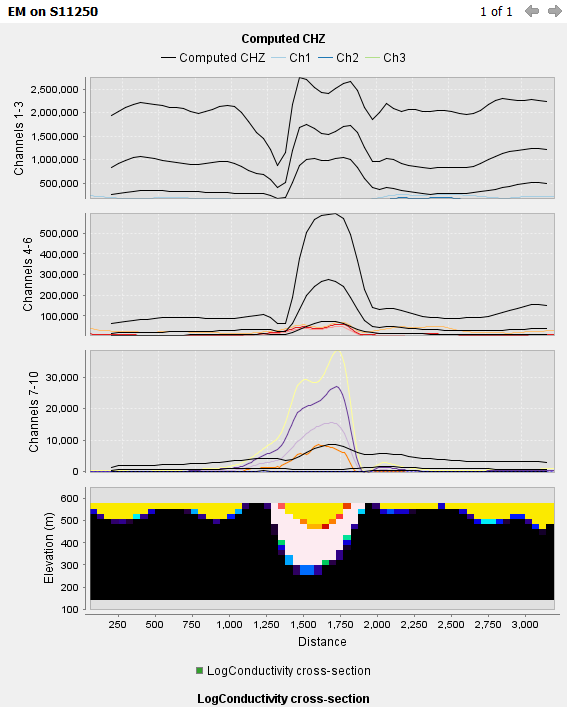 EM on S11250
1 of 1
Computed CHZ
Computed CHZ Ch1 Ch2 Ch3
Channels 1-3
2,500,000
2,000,000
1,500,000
1,000,000
500,000
Channels 4-6
500,000
400,000
300,000
200,000
100,000
Channels 7-10
30,000
20,000
10,000
0
Elevation (m)
600
500
400
300
200
100
250 500 750 1,000 1,250 1,500 1,750 2,000 2,250 2,500 2,750 3,000
Distance
LogConductivity cross-section
LogConductivity cross-section